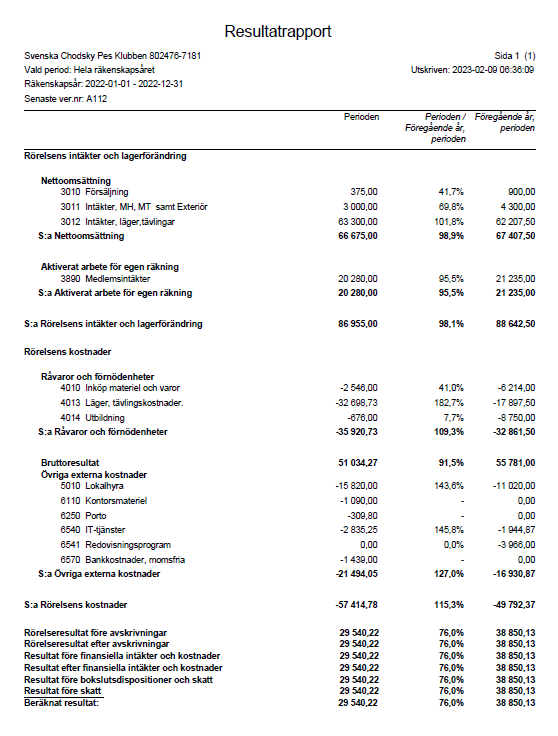 Resultatrapport
Svenska Chodsky Pes Klubben 802476-7181 Sida 1 (1)
Vald period: Hela räkenskapsåret Utskriven: 2023-02-09 06:36:09
Räkenskapsår: 2022-01-01 - 2022-12-31
Senaste ver.nr: A112
Perioden Perioden / Föregående år,
Föregående år, perioden
perioden
Rörelsens intäkter och lagerförändring
Nettoomsättning
3010 Försäljning 375,00 41,7% 900,00
3011 Intäkter, MH, MT samt Exteriör 3 000,00 69,8% 4 300,00
3012 Intäkter, läger,tävlingar 63 300,00 101,8% 62 207,50
S:a Nettoomsättning 66 675,00 98,9% 67 407,50
Aktiverat arbete för egen räkning
3890 Medlemsintäkter 20 280,00 95,5% 21 235,00
S:a Aktiverat arbete för egen räkning 20 280,00 95,5% 21 235,00
S:a Rörelsens intäkter och lagerförändring 86 955,00 98,1% 88 642,50
Rörelsens kostnader
Råvaror och förnödenheter
4010 Inköp materiel och varor -2 546,00 41,0% -6 214,00
4013 Läger, tävlingskostnader. -32 698,73 182,7% -17 897,50
4014 Utbildning -676,00 7,7% -8 750,00
S:a Råvaror och förnödenheter -35 920,73 109,3% -32 861,50
Bruttoresultat 51 034,27 91,5% 55 781,00
Övriga externa kostnader
5010 Lokalhyra -15 820,00 143,6% -11 020,00
6110 Kontorsmateriel -1 090,00 - 0,00
6250 Porto -309,80 - 0,00
6540 IT-tjänster -2 835,25 145,8% -1 944,87
6541 Redovisningsprogram 0,00 0,0% -3 966,00
6570 Bankkostnader, momsfria -1 439,00 - 0,00
S:a Övriga externa kostnader -21 494,05 127,0% -16 930,87
S:a Rörelsens kostnader -57 414,78 115,3% -49 792,37
Rörelseresultat före avskrivningar 29 540,22 76,0% 38 850,13
Rörelseresultat efter avskrivningar 29 540,22 76,0% 38 850,13
Resultat före finansiella intäkter och kostnader 29 540,22 76,0% 38 850,13
Resultat efter finansiella intäkter och kostnader 29 540,22 76,0% 38 850,13
Resultat före bokslutsdispositioner och skatt 29 540,22 76,0% 38 850,13
Resultat före skatt 29 540,22 76,0% 38 850,13
Beräknat resultat: 29 540,22 76,0% 38 850,13